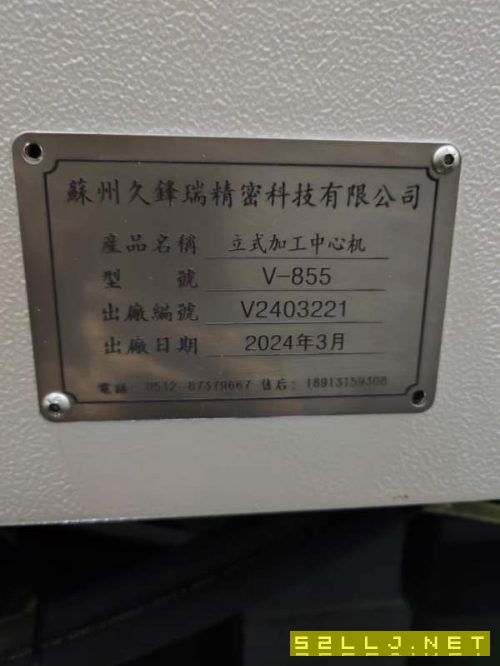 蘇州久鋒瑞精密科技有限公司
產品名稱 立式加工中心机
型號 V-855
出廠編號 V2403221
出廠日期 2024年3月
電話: 0512-67379667 售后: 18913159308
52LLJ.NET